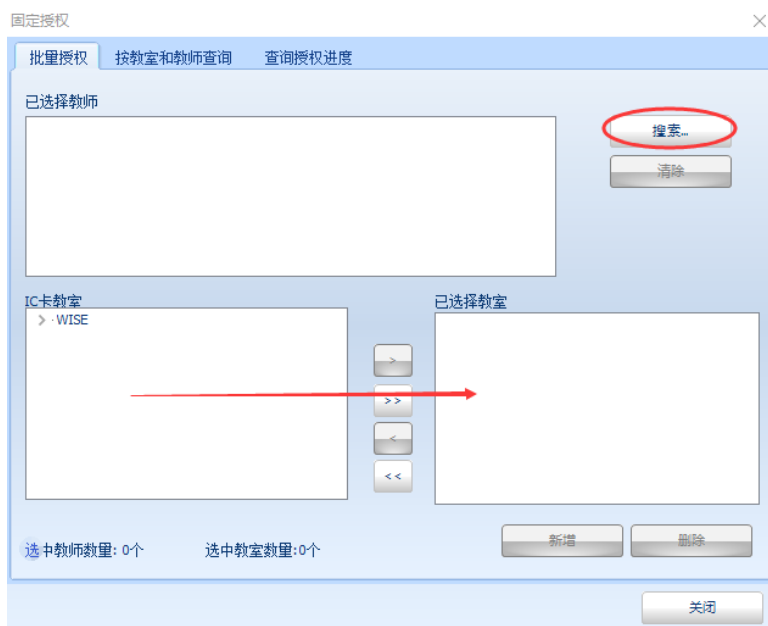 固定授权
批量授权 按教室和教师查询 查询授权进度
已选择教师
搜索...
清除
IC卡教室
WISE
已选择教室
>
>>
<
<<
选中教师数量: 0个 选中教室数量:0个
新增 删除
关闭